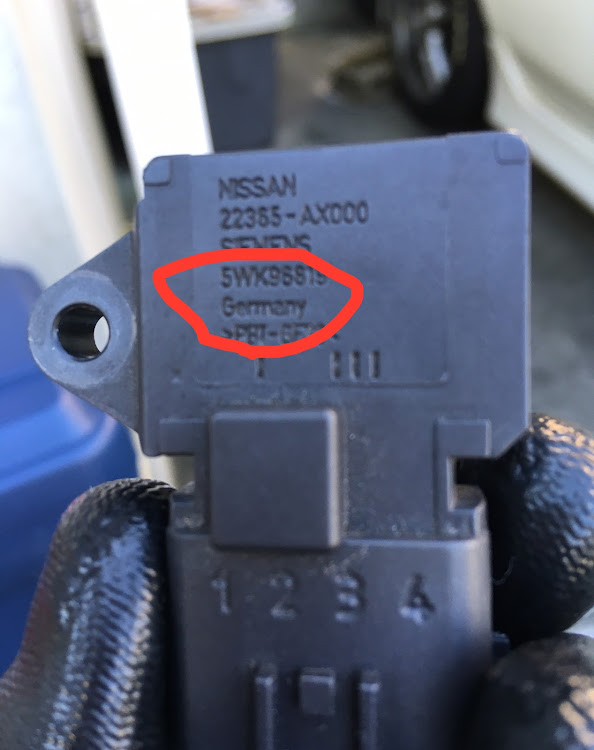 NISSAN
22365-AX000
SIEMENS
5WK96819
Germany
1 2 3 4